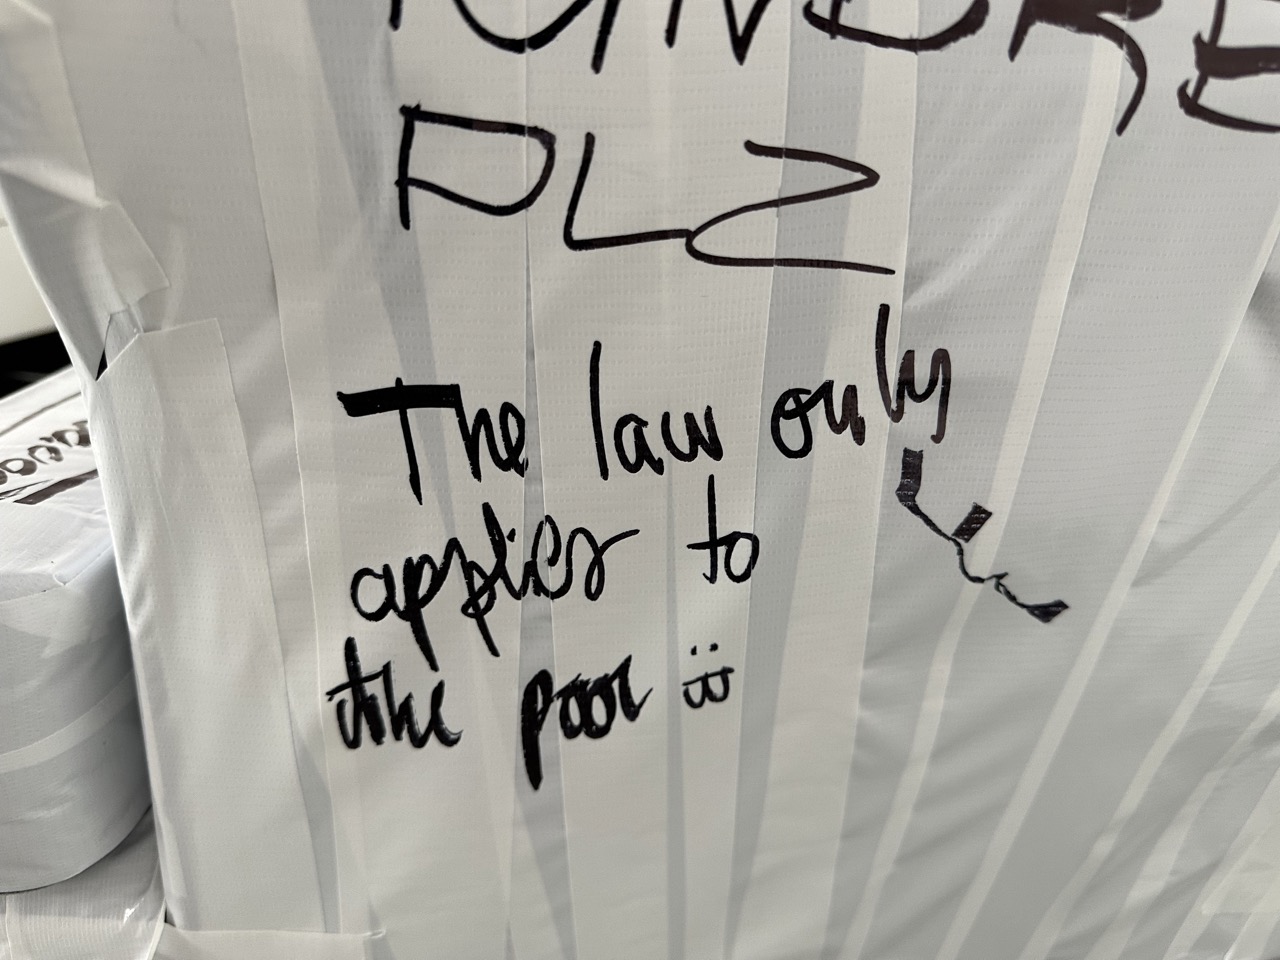 PLZ
The law only
applies to
the poor